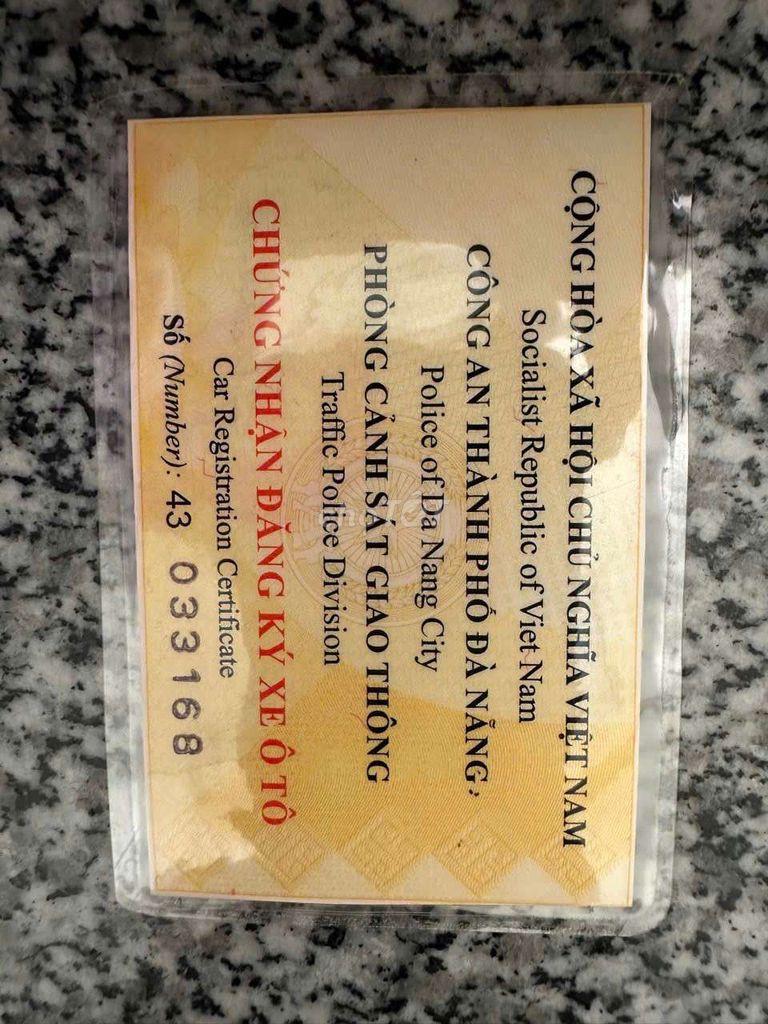 CỘNG HÒA XÃ HỘI CHỦ NGHĨA VIỆT NAM
Socialist Republic of Viet Nam
CÔNG AN THÀNH PHỐ ĐÀ NẴNG
Police of Da Nang City
PHÒNG CẢNH SÁT GIAO THÔNG
Traffic Police Division
CHỨNG NHẬN ĐĂNG KÝ XE Ô TÔ
Car Registration Certificate
Số (Number): 43 033168